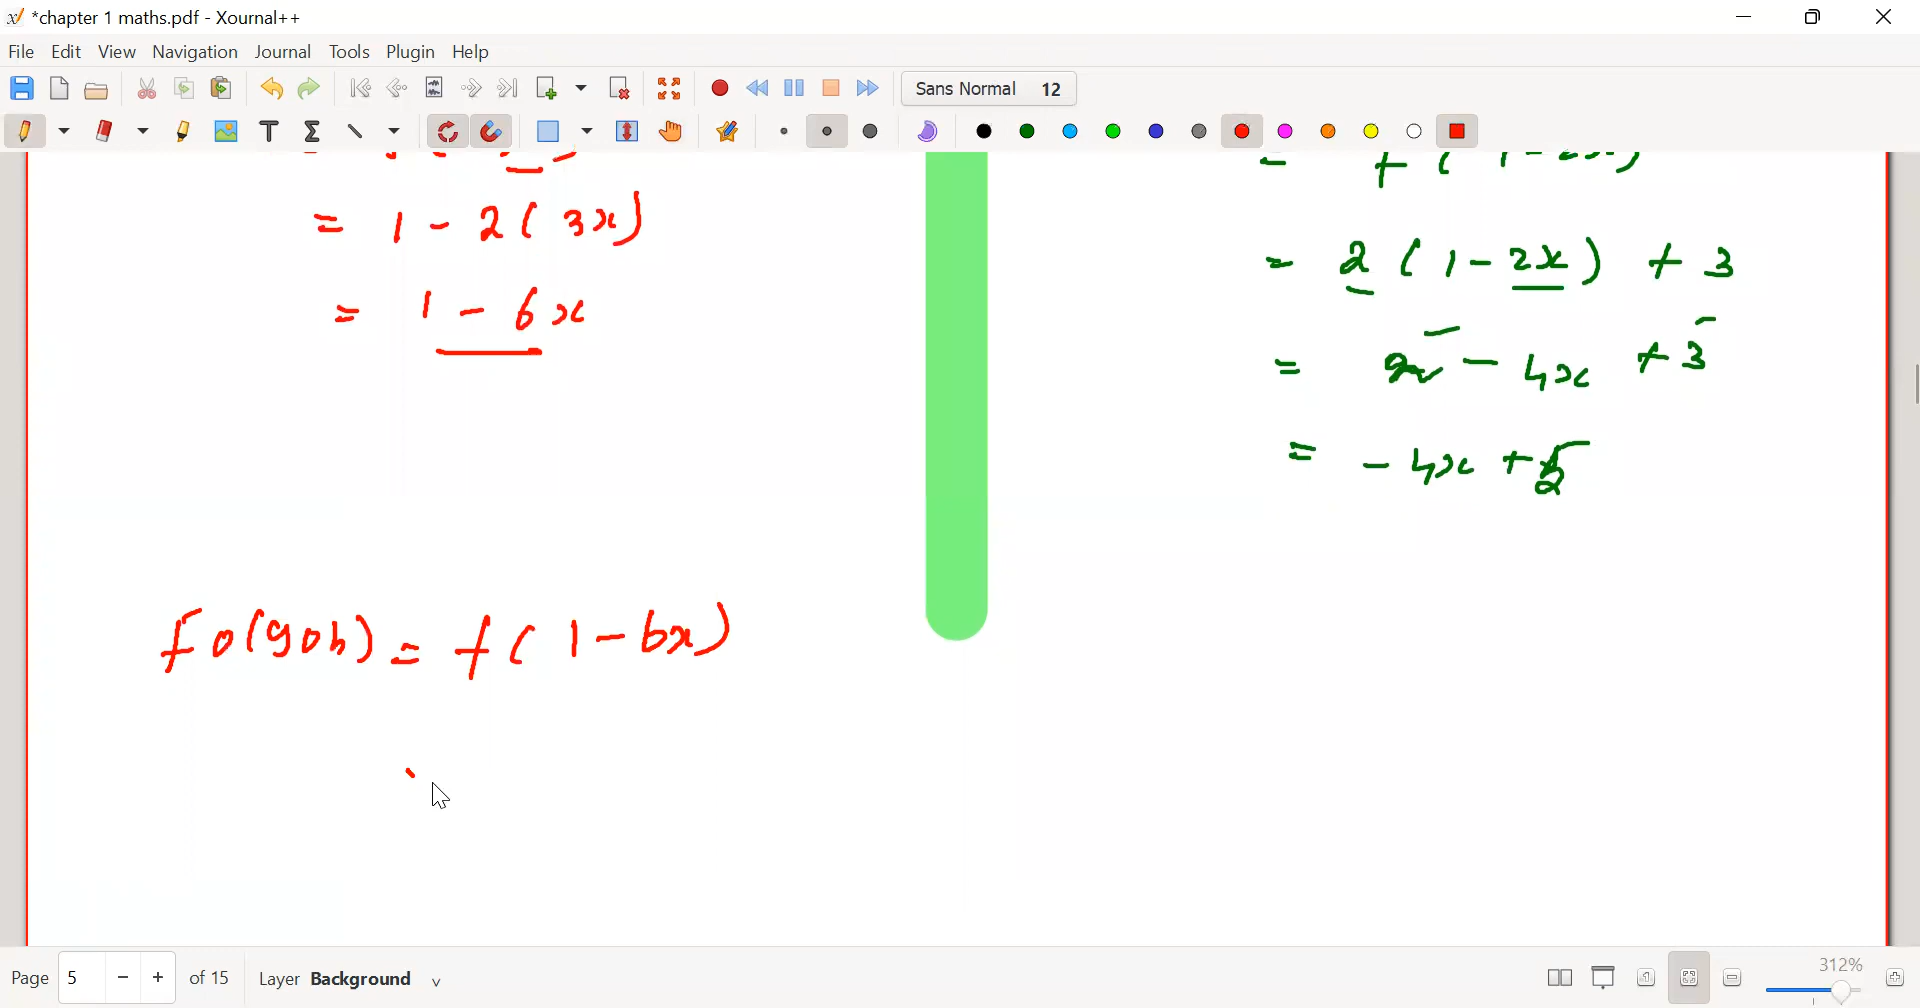 *chapter 1 maths.pdf - Xournal++
File Edit View Navigation Journal Tools Plugin Help
Sans Normal 12
= 1 - 2 ( 3x)
= 1 - 6x
= f ( 1 - 2x)
= 2 ( 1 - 2x ) + 3
= 2 - 4x + 3
= - 4x + 5
fo(goh) = f( 1 - 6x)
Page 5 - + of 15 Layer Background
312%